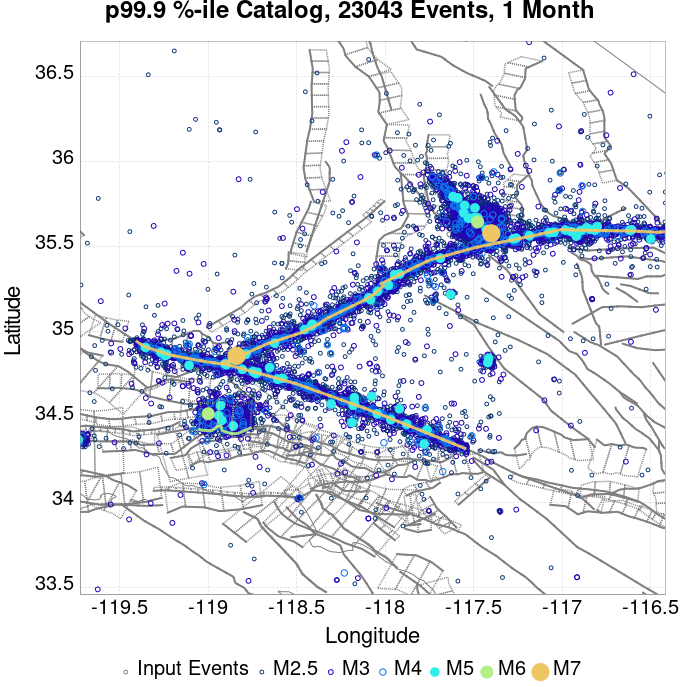 p99.9 %-ile Catalog, 23043 Events, 1 Month
36.5
36
35.5
35
34.5
34
33.5
Latitude
-119.5 -119 -118.5 -118 -117.5 -117 -116.5
Longitude
Input Events M2.5 M3 M4 M5 M6 M7